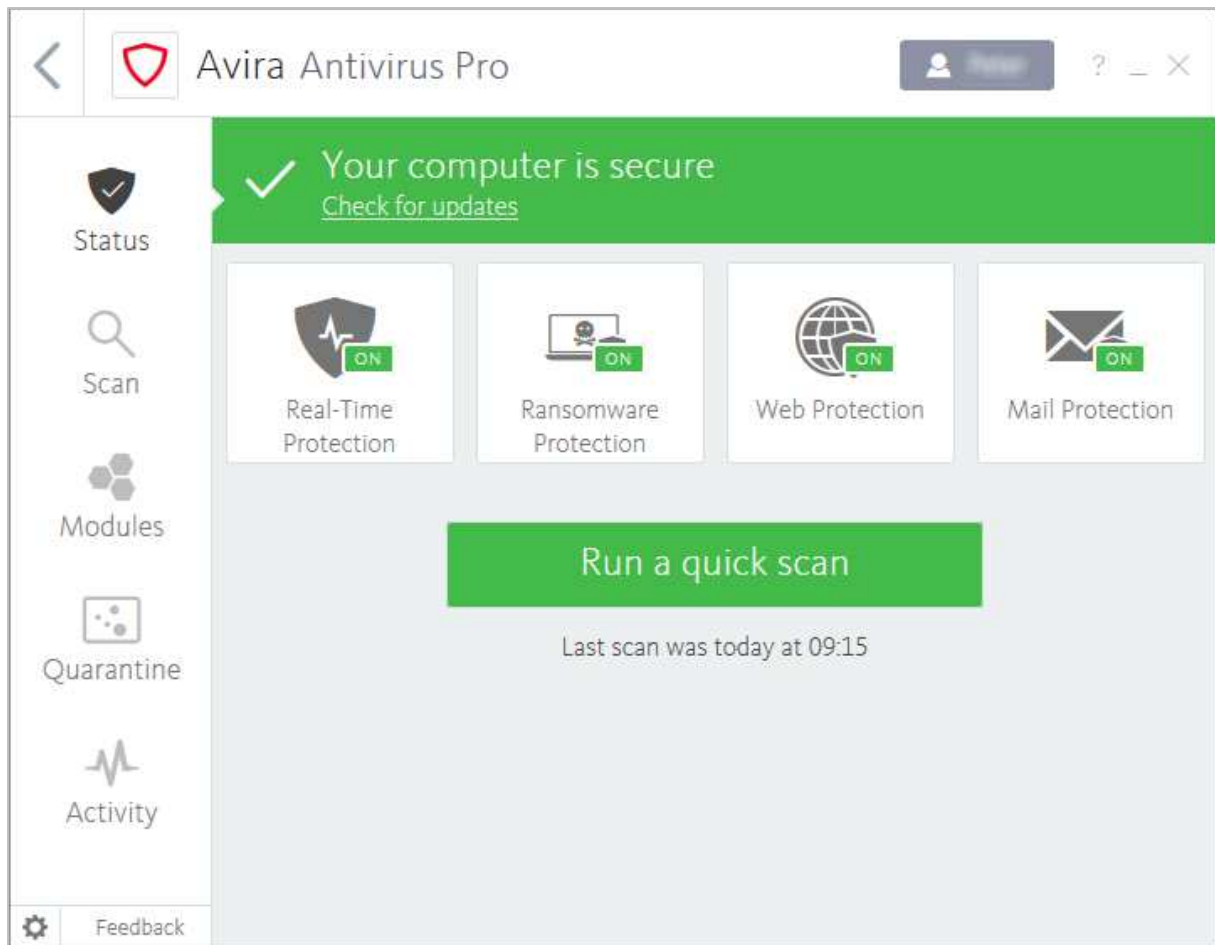 Avira Antivirus Pro
?
Status
Scan
Modules
Quarantine
Activity
Feedback
Your computer is secure
Check for updates
ON
Real-Time
Protection
ON
Ransomware
Protection
ON
Web Protection
ON
Mail Protection
Run a quick scan
Last scan was today at 09:15